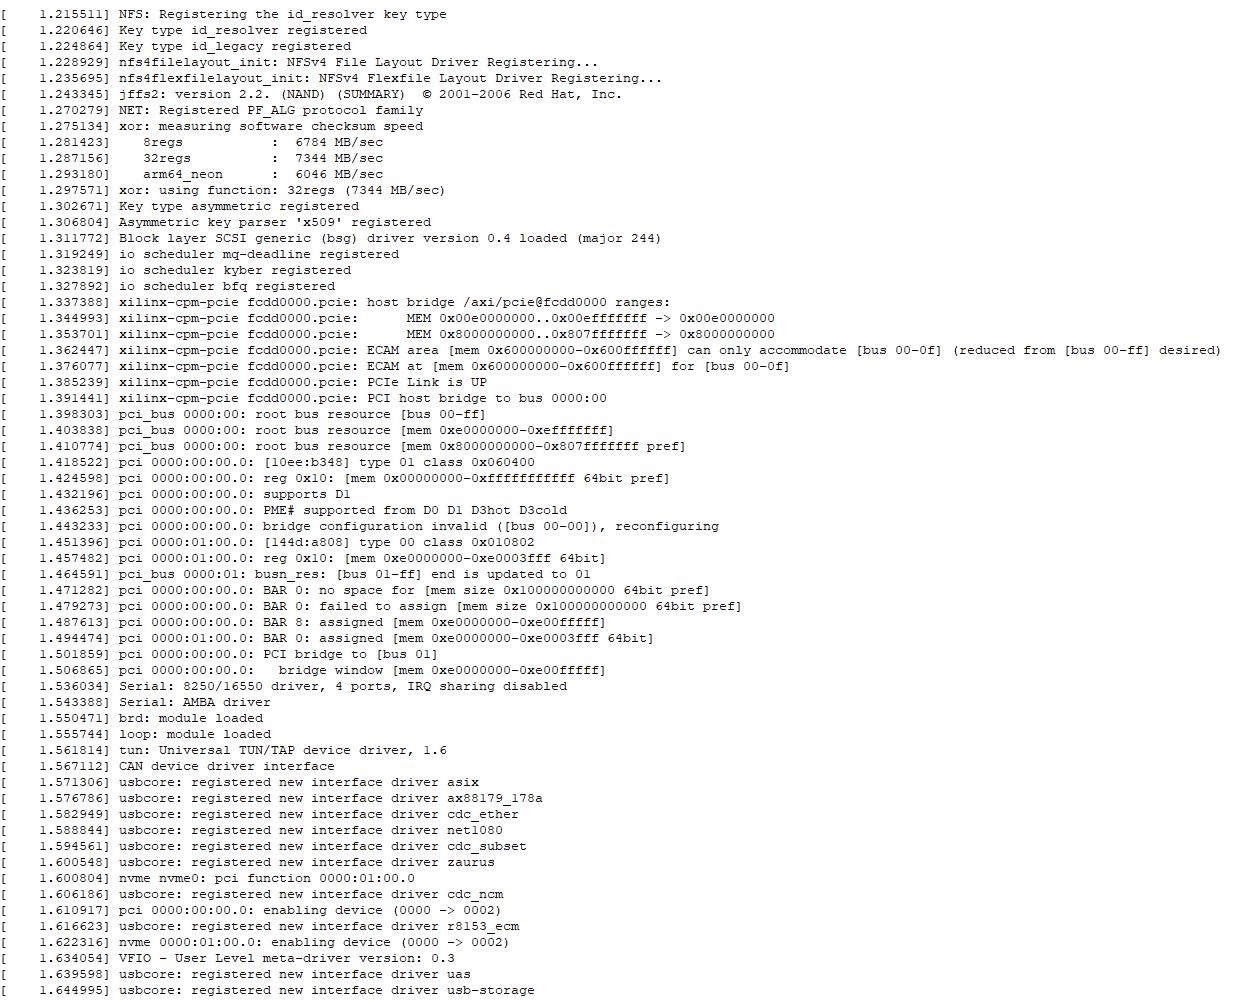 [    1.215511] NFS: Registering the id_resolver key type
[    1.220646] Key type id_resolver registered
[    1.224864] Key type id_legacy registered
[    1.228929] nfs4filelayout_init: NFSv4 File Layout Driver Registering...
[    1.235695] nfs4flexfilelayout_init: NFSv4 Flexfile Layout Driver Registering...
[    1.243345] jffs2: version 2.2. (NAND) (SUMMARY)  © 2001-2006 Red Hat, Inc.
[    1.270279] NET: Registered PF_ALG protocol family
[    1.275134] xor: measuring software checksum speed
[    1.281423]    8regs           :  6784 MB/sec
[    1.287156]    32regs          :  7344 MB/sec
[    1.293180]    arm64_neon      :  6046 MB/sec
[    1.297571] xor: using function: 32regs (7344 MB/sec)
[    1.302671] Key type asymmetric registered
[    1.306804] Asymmetric key parser 'x509' registered
[    1.311772] Block layer SCSI generic (bsg) driver version 0.4 loaded (major 244)
[    1.319249] io scheduler mq-deadline registered
[    1.323819] io scheduler kyber registered
[    1.327892] io scheduler bfq registered
[    1.337388] xilinx-cpm-pcie fcdd0000.pcie: host bridge /axi/pcie@fcdd0000 ranges:
[    1.344993] xilinx-cpm-pcie fcdd0000.pcie:      MEM 0x00e0000000..0x00efffffff -> 0x00e0000000
[    1.353701] xilinx-cpm-pcie fcdd0000.pcie:      MEM 0x8000000000..0x807fffffff -> 0x8000000000
[    1.362447] xilinx-cpm-pcie fcdd0000.pcie: ECAM area [mem 0x600000000-0x600ffffff] can only accommodate [bus 00-0f] (reduced from [bus 00-ff] desired)
[    1.376077] xilinx-cpm-pcie fcdd0000.pcie: ECAM at [mem 0x600000000-0x600ffffff] for [bus 00-0f]
[    1.385239] xilinx-cpm-pcie fcdd0000.pcie: PCIe Link is UP
[    1.391441] xilinx-cpm-pcie fcdd0000.pcie: PCI host bridge to bus 0000:00
[    1.398303] pci_bus 0000:00: root bus resource [bus 00-ff]
[    1.403838] pci_bus 0000:00: root bus resource [mem 0xe0000000-0xefffffff]
[    1.410774] pci_bus 0000:00: root bus resource [mem 0x8000000000-0x807fffffff pref]
[    1.418522] pci 0000:00:00.0: [10ee:b348] type 01 class 0x060400
[    1.424598] pci 0000:00:00.0: reg 0x10: [mem 0x00000000-0xfffffffffff 64bit pref]
[    1.432196] pci 0000:00:00.0: supports D1
[    1.436253] pci 0000:00:00.0: PME# supported from D0 D1 D3hot D3cold
[    1.443233] pci 0000:00:00.0: bridge configuration invalid ([bus 00-00]), reconfiguring
[    1.451396] pci 0000:01:00.0: [144d:a808] type 00 class 0x010802
[    1.457482] pci 0000:01:00.0: reg 0x10: [mem 0xe0000000-0xe0003fff 64bit]
[    1.464591] pci_bus 0000:01: busn_res: [bus 01-ff] end is updated to 01
[    1.471282] pci 0000:00:00.0: BAR 0: no space for [mem size 0x100000000000 64bit pref]
[    1.479273] pci 0000:00:00.0: BAR 0: failed to assign [mem size 0x100000000000 64bit pref]
[    1.487613] pci 0000:00:00.0: BAR 8: assigned [mem 0xe0000000-0xe00fffff]
[    1.494474] pci 0000:01:00.0: BAR 0: assigned [mem 0xe0000000-0xe0003fff 64bit]
[    1.501859] pci 0000:00:00.0: PCI bridge to [bus 01]
[    1.506865] pci 0000:00:00.0:   bridge window [mem 0xe0000000-0xe00fffff]
[    1.536034] Serial: 8250/16550 driver, 4 ports, IRQ sharing disabled
[    1.543388] Serial: AMBA driver
[    1.550471] brd: module loaded
[    1.555744] loop: module loaded
[    1.561814] tun: Universal TUN/TAP device driver, 1.6
[    1.567112] CAN device driver interface
[    1.571306] usbcore: registered new interface driver asix
[    1.576786] usbcore: registered new interface driver ax88179_178a
[    1.582949] usbcore: registered new interface driver cdc_ether
[    1.588844] usbcore: registered new interface driver net1080
[    1.594561] usbcore: registered new interface driver cdc_subset
[    1.600548] usbcore: registered new interface driver zaurus
[    1.600804] nvme nvme0: pci function 0000:01:00.0
[    1.606186] usbcore: registered new interface driver cdc_ncm
[    1.610917] pci 0000:00:00.0: enabling device (0000 -> 0002)
[    1.616623] usbcore: registered new interface driver r8153_ecm
[    1.622316] nvme 0000:01:00.0: enabling device (0000 -> 0002)
[    1.634054] VFIO - User Level meta-driver version: 0.3
[    1.639598] usbcore: registered new interface driver uas
[    1.644995] usbcore: registered new interface driver usb-storage